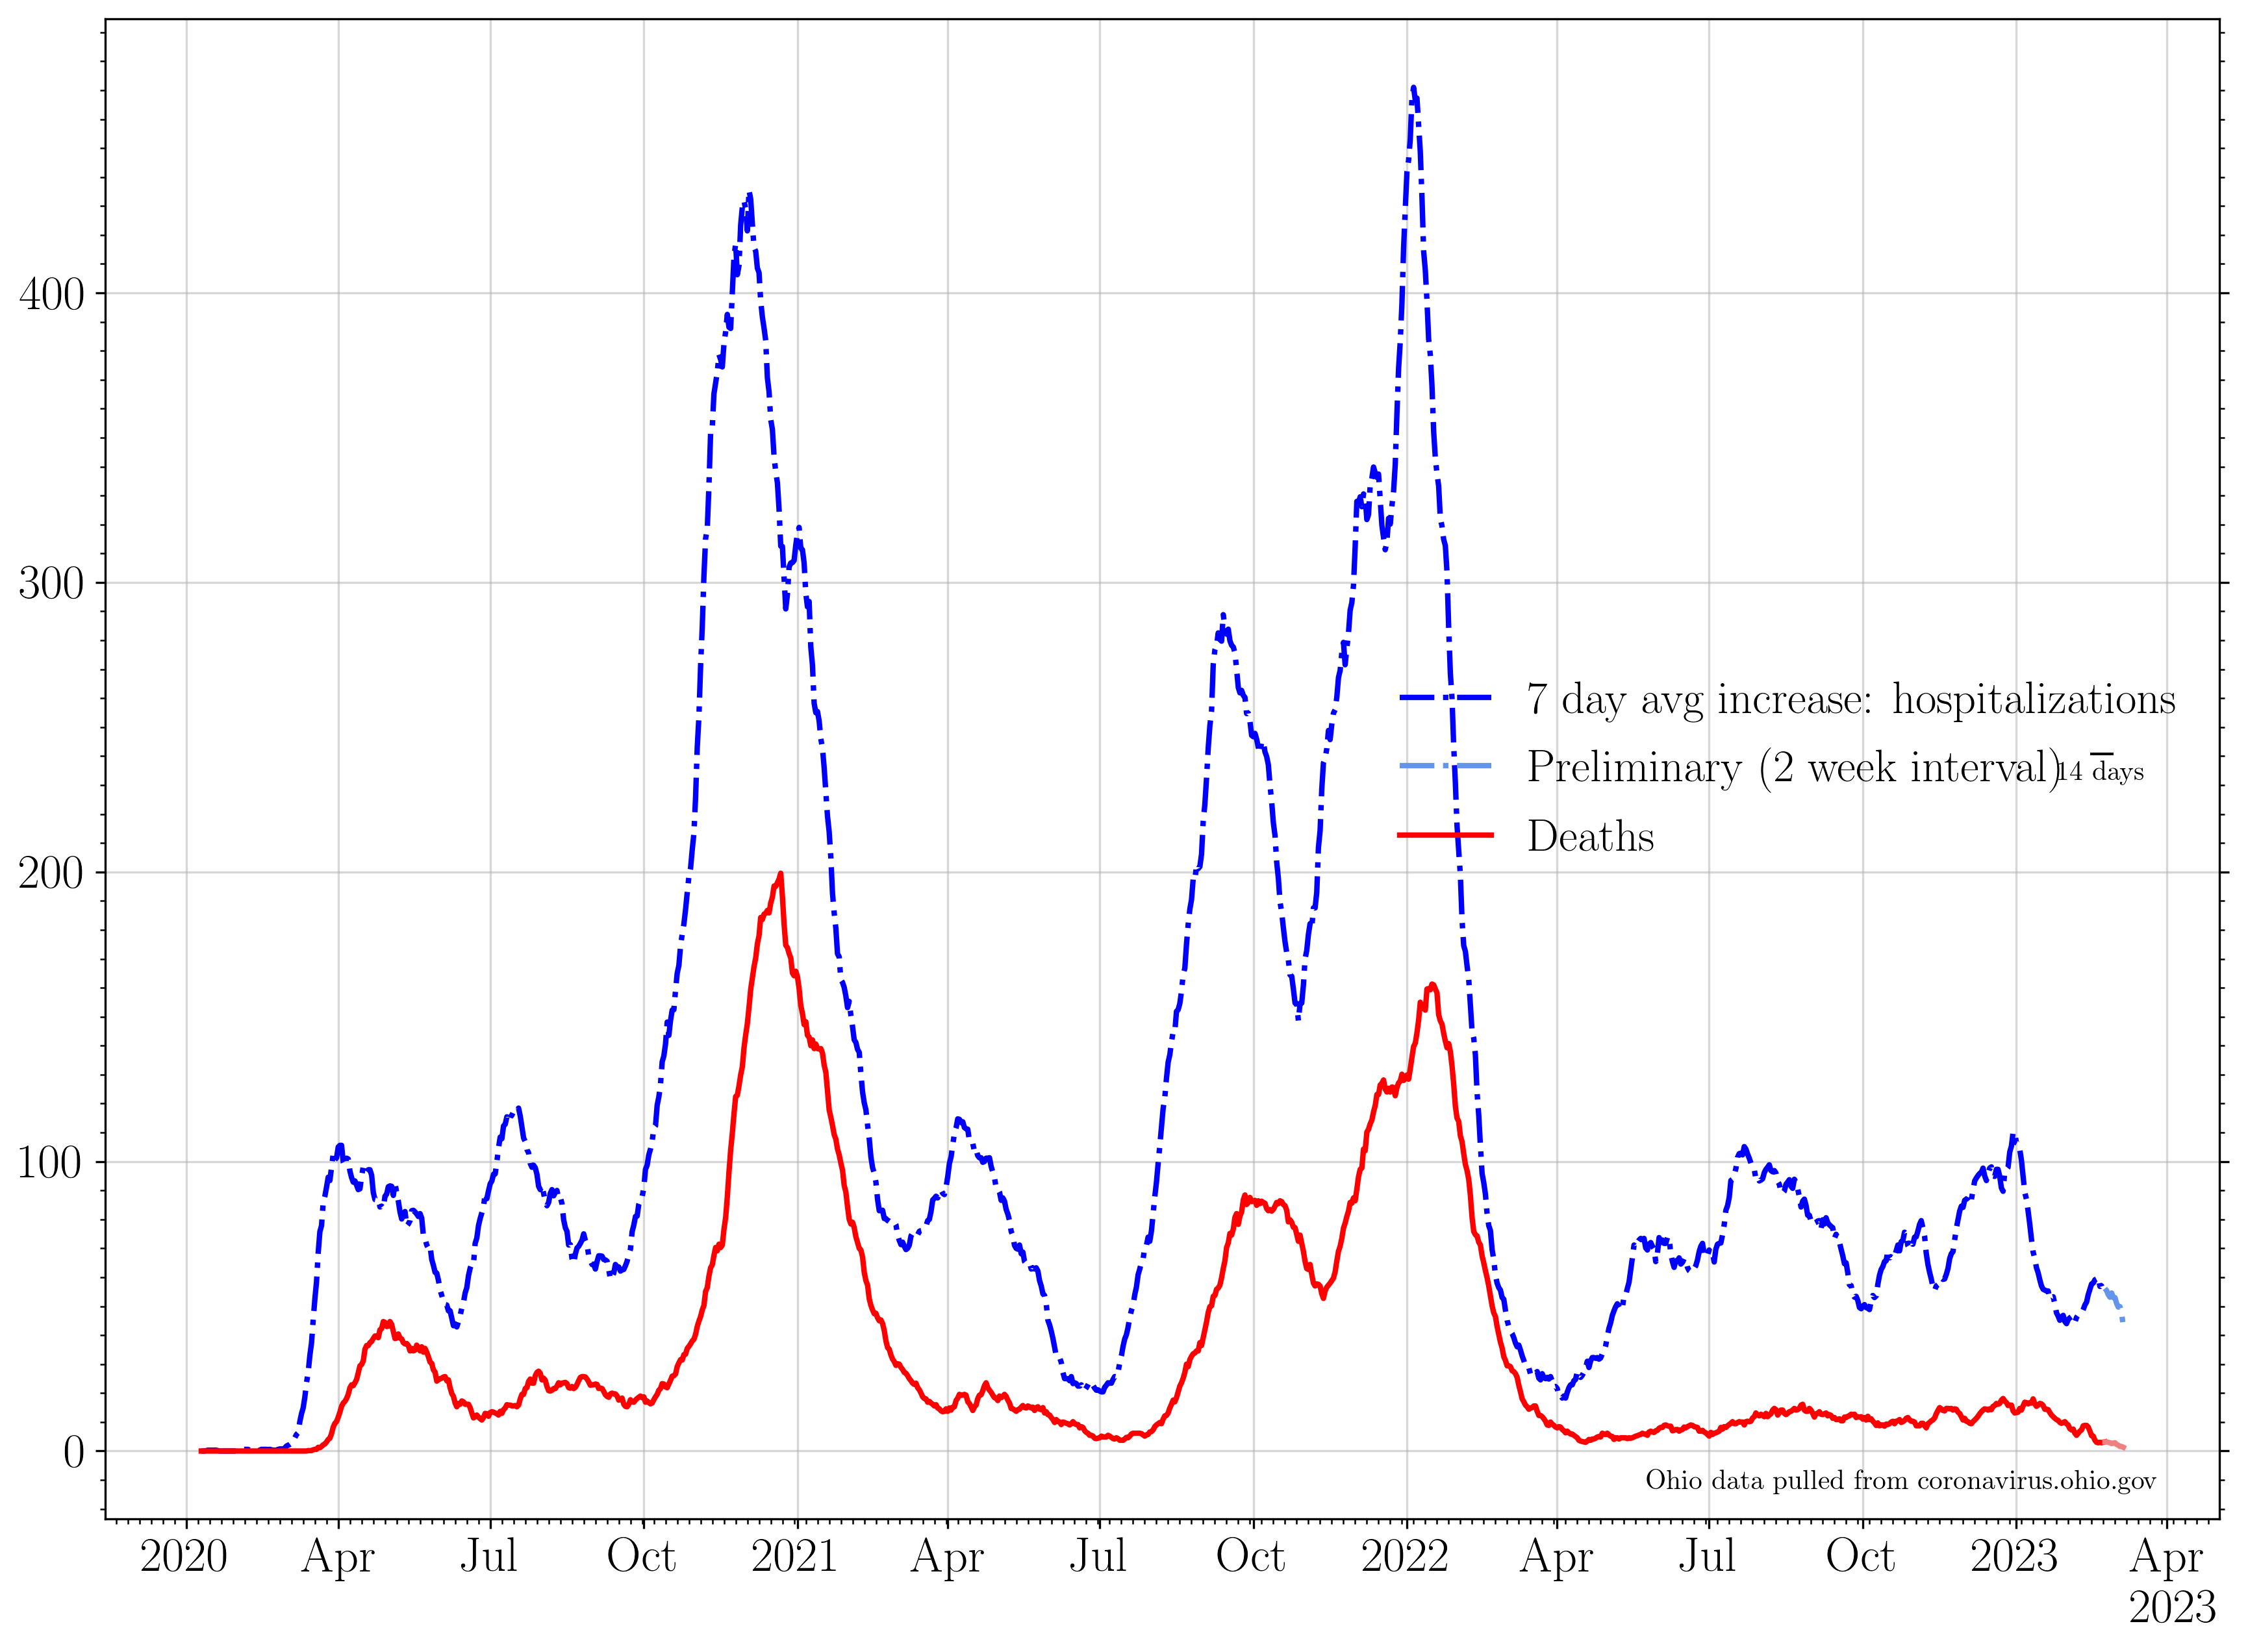 400
300
200
100
0
7 day avg increase: hospitalizations
Preliminary (2 week interval)
14 days
Deaths
Ohio data pulled from coronavirus.ohio.gov
2020 Apr Jul Oct 2021 Apr Jul Oct 2022 Apr Jul Oct 2023 Apr
2023